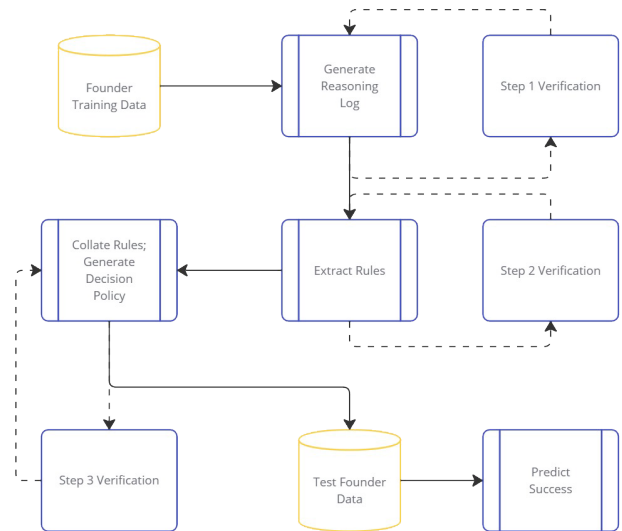 Founder
Training Data
Generate
Reasoning
Log
Step 1 Verification
Collate Rules;
Generate
Decision
Policy
Extract Rules
Step 2 Verification
Step 3 Verification
Test Founder
Data
Predict
Success